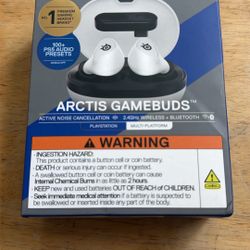 #1 PREMIUM
GAMING
HEADSET
BRAND
100+
PS5 AUDIO
PRESETS
ARCTIS GAMEBUDS™
ACTIVE NOISE CANCELLATION
2.4GHz WIRELESS + BLUETOOTH
PLAYSTATION
MULTI-PLATFORM
WARNING
INGESTION HAZARD:
This product contains a button cell or coin battery.
- DEATH or serious injury can occur if ingested.
- A swallowed button cell or coin battery can cause
Internal Chemical Burns in as little as 2 hours.
- KEEP new and used batteries OUT OF REACH of CHILDREN.
- Seek immediate medical attention if a battery is suspected to
be swallowed or inserted inside any part of the body.